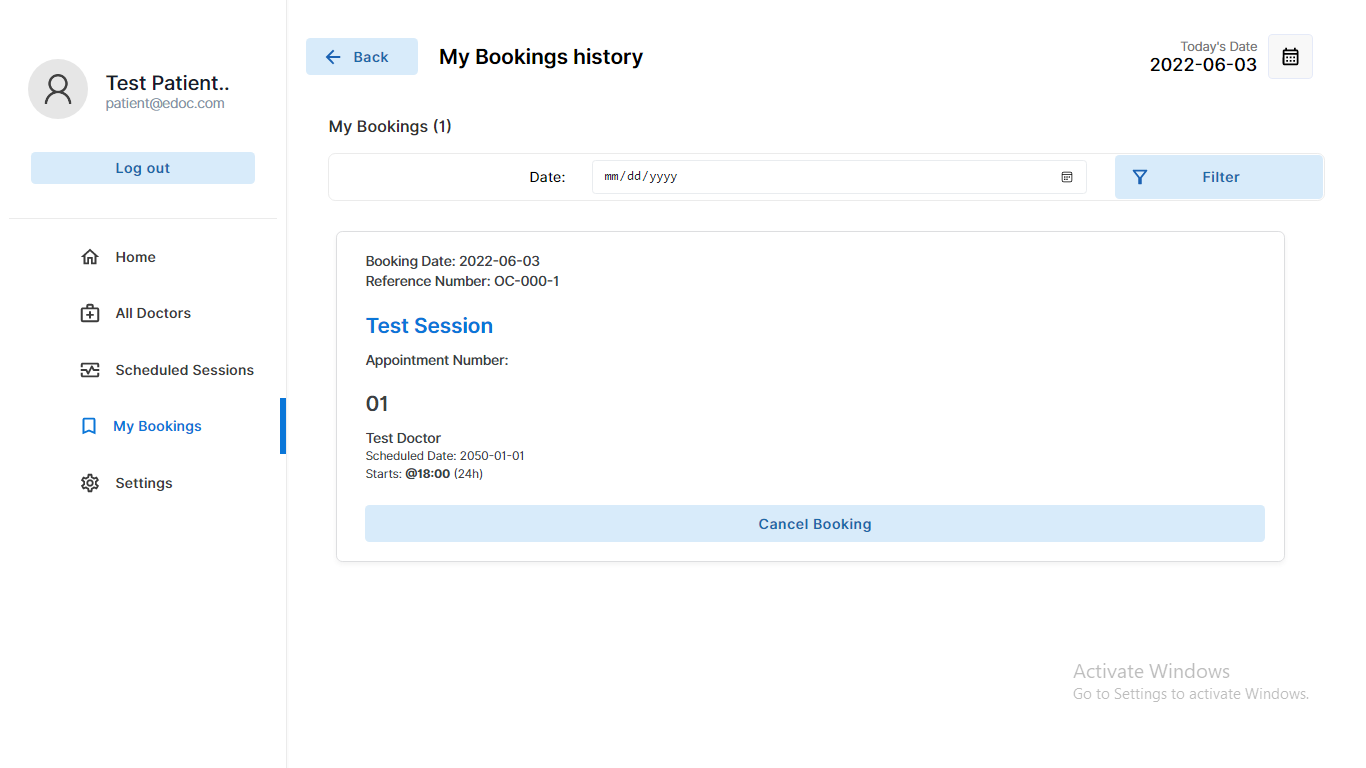 Test Patient..
patient@edoc.com
Log out
Home
All Doctors
Scheduled Sessions
My Bookings
Settings
Back
My Bookings history
Today's Date
2022-06-03
My Bookings (1)
Date:
mm/dd/yyyy
Filter
Booking Date: 2022-06-03
Reference Number: OC-000-1
Test Session
Appointment Number:
01
Test Doctor
Scheduled Date: 2050-01-01
Starts: @18:00 (24h)
Cancel Booking
Activate Windows
Go to Settings to activate Windows.